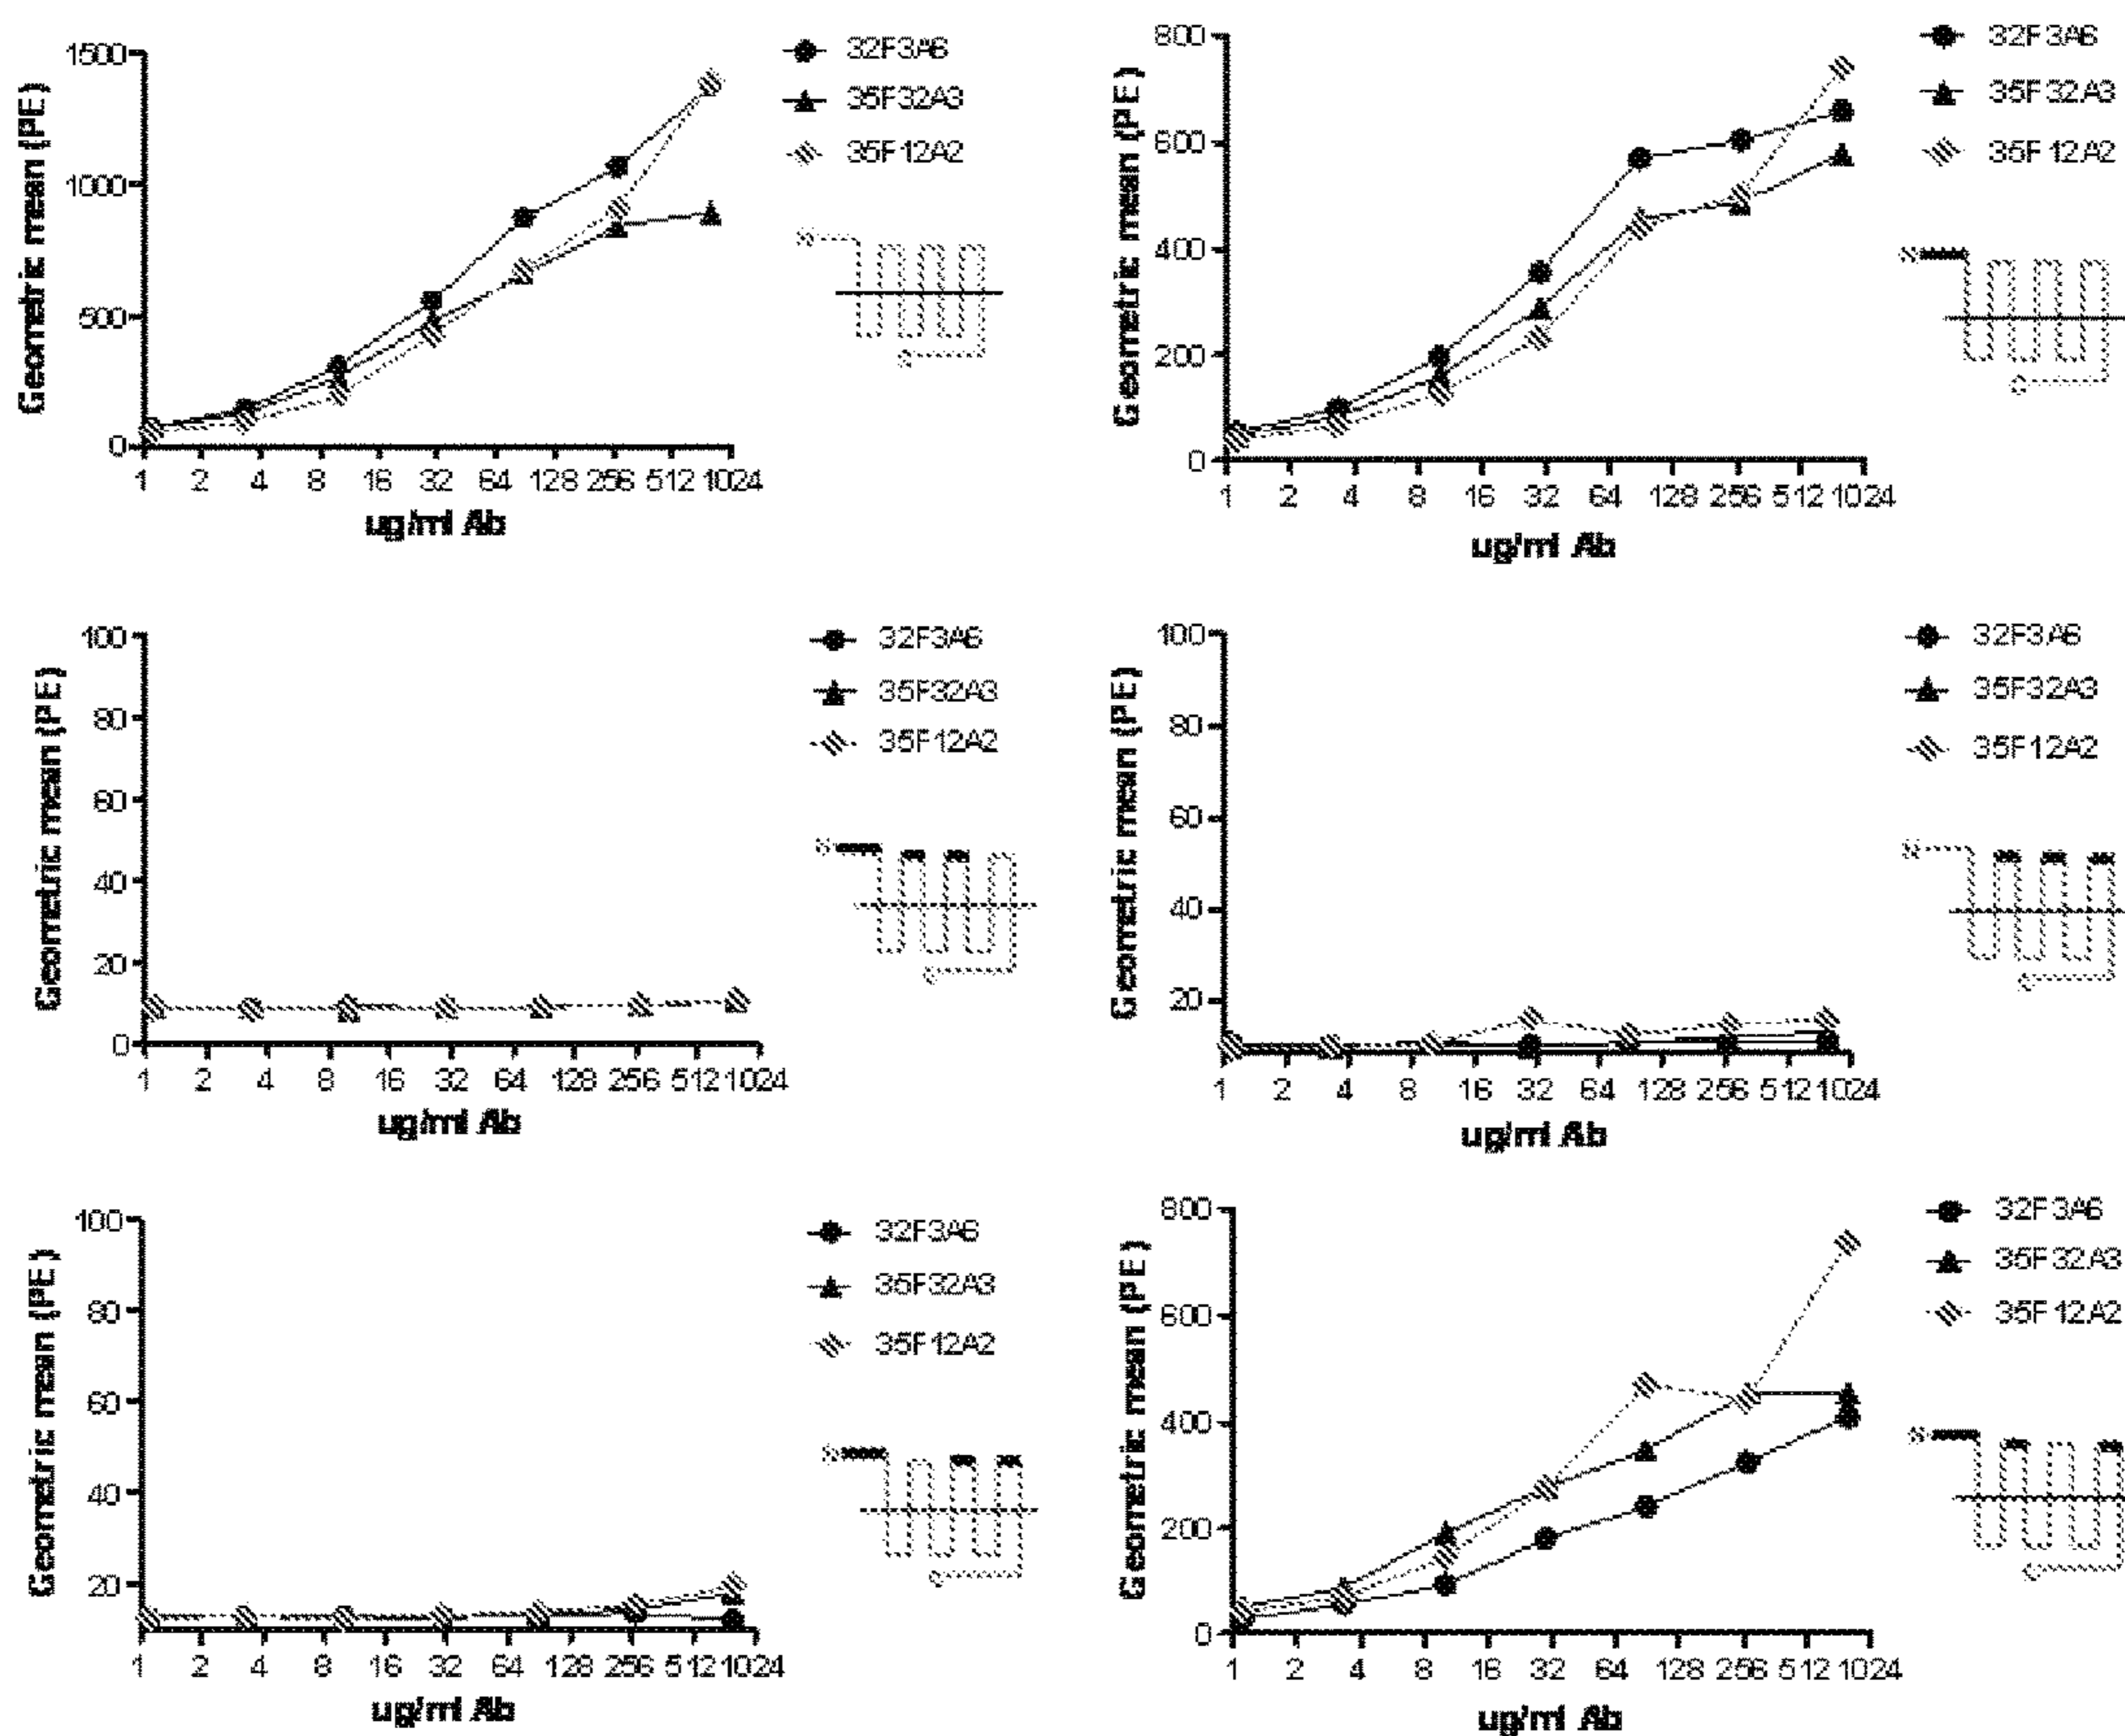 Geometric mean (PE)
1500
1000
500
0
1 2 4 8 16 32 64 128 256 512 1024
ug/ml Ab
32F3A6
35F32A3
35F12A2
N
C
Geometric mean (PE)
800
600
400
200
0
1 2 4 8 16 32 64 128 256 512 1024
ug/ml Ab
32F3A6
35F32A3
35F12A2
N
C
Geometric mean (PE)
100
80
60
40
20
0
1 2 4 8 16 32 64 128 256 512 1024
ug/ml Ab
32F3A6
35F32A3
35F12A2
N
C
Geometric mean (PE)
100
80
60
40
20
1 2 4 8 16 32 64 128 256 512 1024
ug/ml Ab
32F3A6
35F32A3
35F12A2
N
C
Geometric mean (PE)
100
80
60
40
20
1 2 4 8 16 32 64 128 256 512 1024
ug/ml Ab
32F3A6
35F32A3
35F12A2
N
C
Geometric mean (PE)
800
600
400
200
0
1 2 4 8 16 32 64 128 256 512 1024
ug/ml Ab
32F3A6
35F32A3
35F12A2
N
C